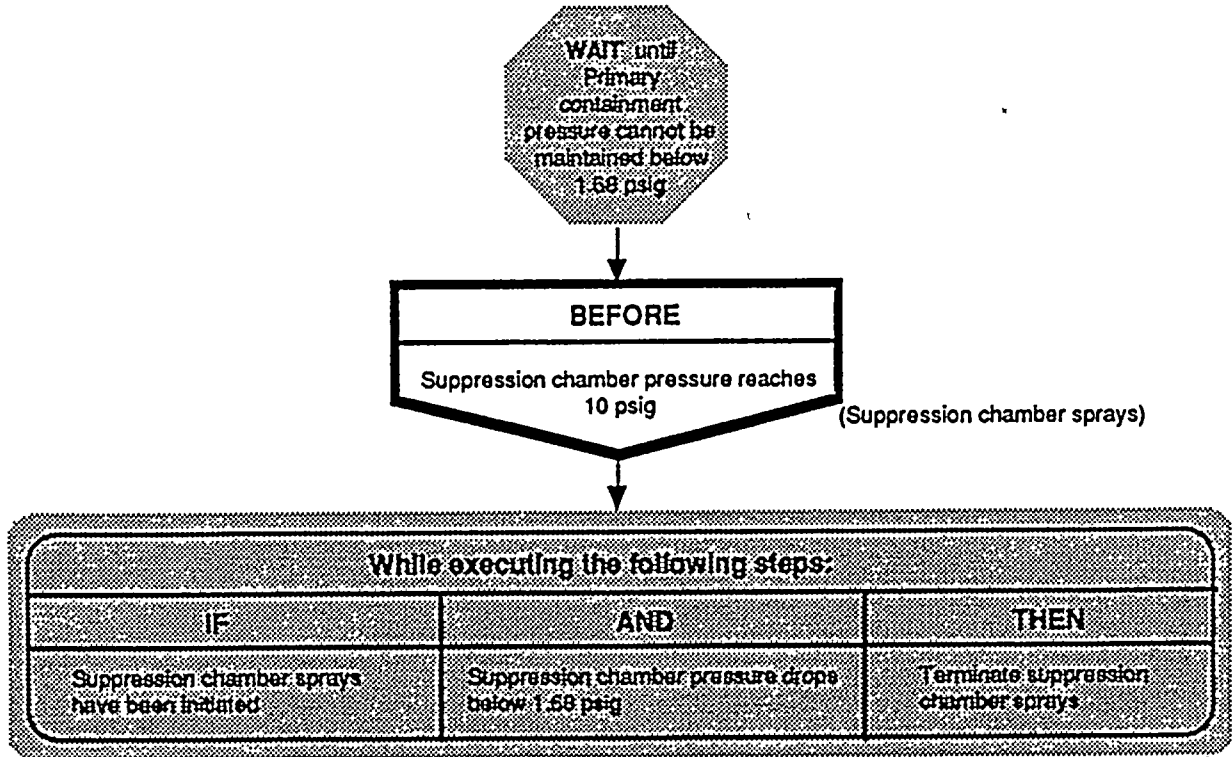 WAIT until
Primary
containment
pressure cannot be
maintained below
1.68 psig
BEFORE
Suppression chamber pressure reaches
10 psig
(Suppression chamber sprays)
While executing the following steps:
IF
AND
THEN
Suppression chamber sprays
have been initiated
Suppression chamber pressure drops
below 1.68 psig
Terminate suppression
chamber sprays